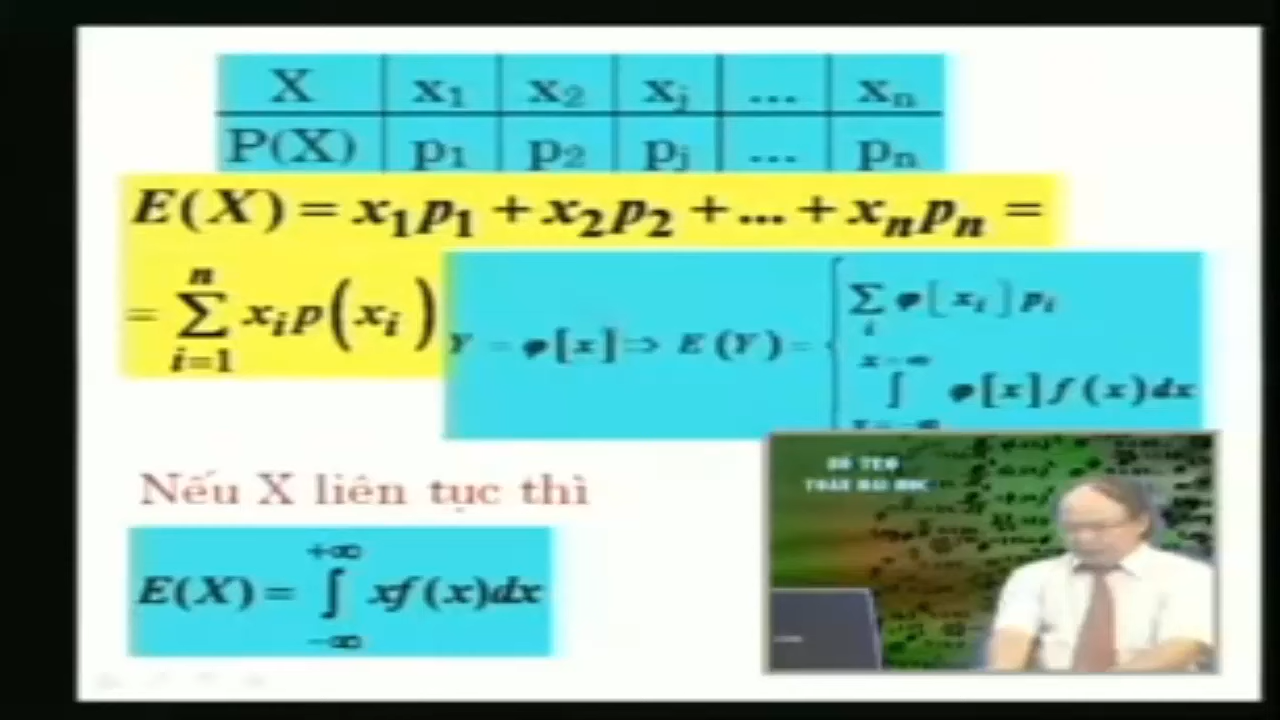 X x₁ x₂ xⱼ ... xₙ
P(X) p₁ p₂ pⱼ ... pₙ
E(X) = x₁p₁ + x₂p₂ + ... + xₙpₙ =
= ∑ᵢ₌₁ⁿ xᵢp(xᵢ)
Y = φ[x] ⇒ E(Y) = { ∑ᵢ φ[xᵢ]pᵢ
∫ φ[x]f(x)dx
x=∞
x=-∞
Nếu X liên tục thì
E(X) = ∫ xf(x)dx
+∞
-∞